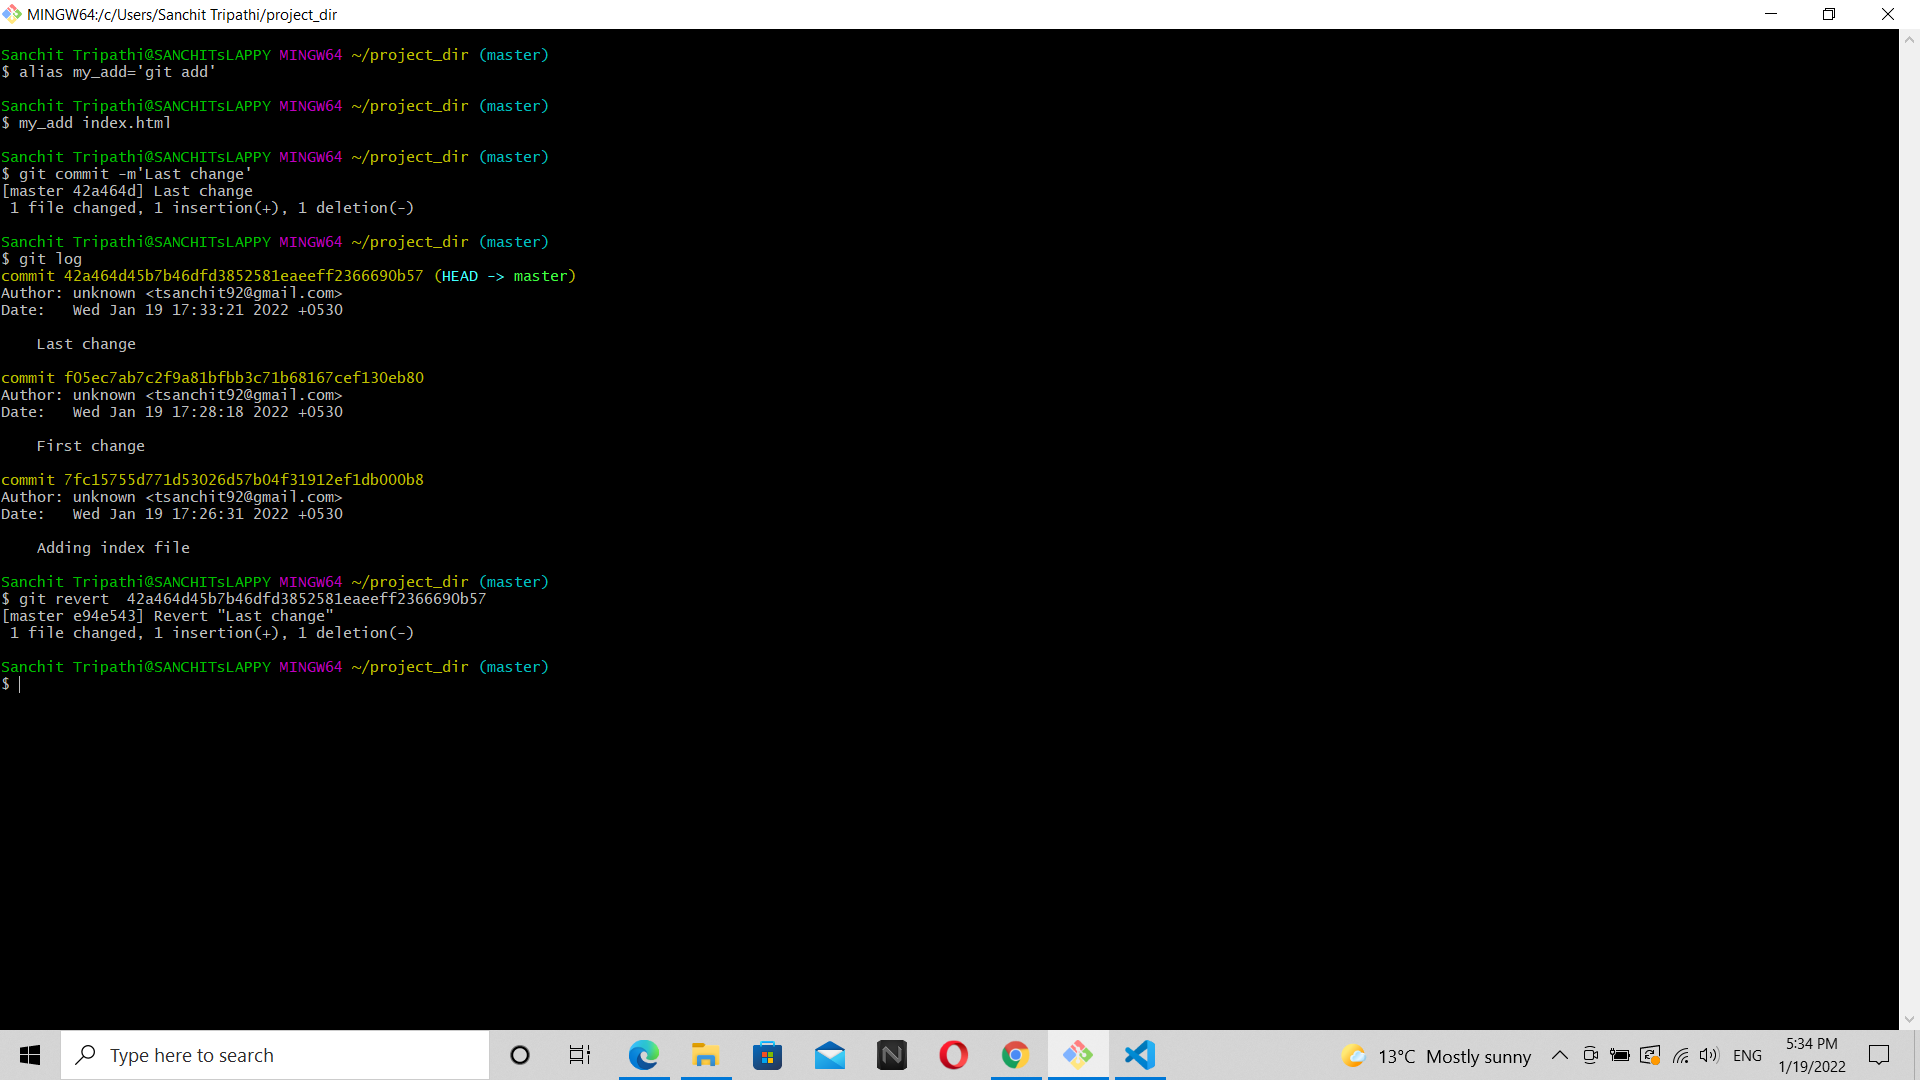 MINGW64:/c/Users/Sanchit Tripathi/project_dir
Sanchit Tripathi@SANCHITsLAPPY MINGW64 ~/project_dir (master)
$ alias my_add='git add'
Sanchit Tripathi@SANCHITsLAPPY MINGW64 ~/project_dir (master)
$ my_add index.html
Sanchit Tripathi@SANCHITsLAPPY MINGW64 ~/project_dir (master)
$ git commit -m'Last change'
[master 42a464d] Last change
 1 file changed, 1 insertion(+), 1 deletion(-)
Sanchit Tripathi@SANCHITsLAPPY MINGW64 ~/project_dir (master)
$ git log
commit 42a464d45b7b46dfd3852581eaeeff2366690b57 (HEAD -> master)
Author: unknown <tsanchit92@gmail.com>
Date:   Wed Jan 19 17:33:21 2022 +0530
    Last change
commit f05ec7ab7c2f9a81bfbb3c71b68167cef130eb80
Author: unknown <tsanchit92@gmail.com>
Date:   Wed Jan 19 17:28:18 2022 +0530
    First change
commit 7fc15755d771d53026d57b04f31912ef1db000b8
Author: unknown <tsanchit92@gmail.com>
Date:   Wed Jan 19 17:26:31 2022 +0530
    Adding index file
Sanchit Tripathi@SANCHITsLAPPY MINGW64 ~/project_dir (master)
$ git revert  42a464d45b7b46dfd3852581eaeeff2366690b57
[master e94e543] Revert "Last change"
 1 file changed, 1 insertion(+), 1 deletion(-)
Sanchit Tripathi@SANCHITsLAPPY MINGW64 ~/project_dir (master)
$
Type here to search
N
13°C Mostly sunny
ENG
5:34 PM
1/19/2022